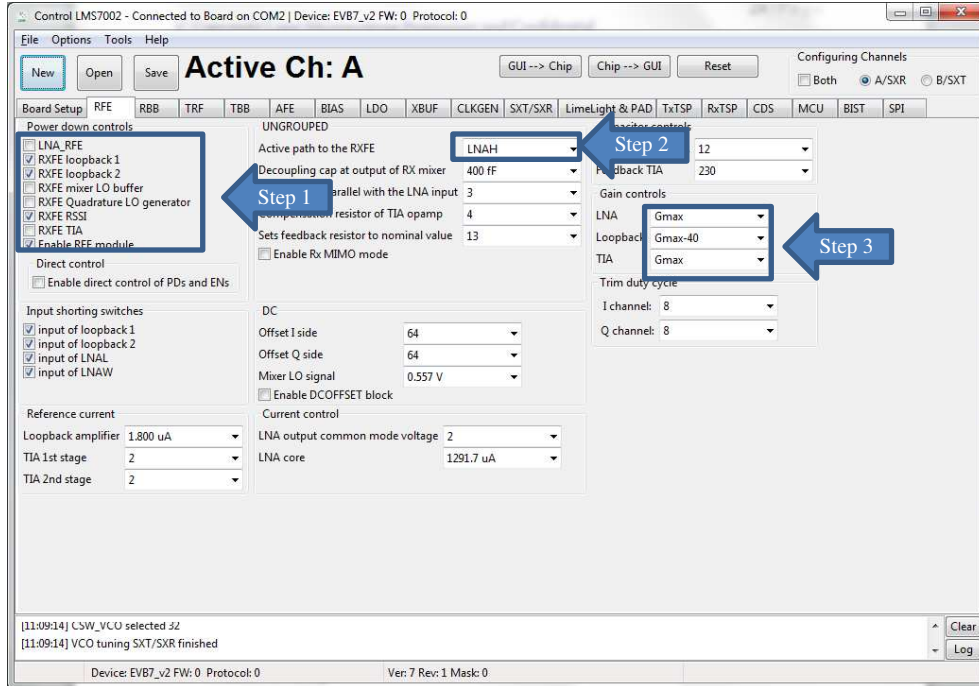 Control LMS7002 - Connected to Board on COM2 | Device: EVB7_v2 FW: 0 Protocol: 0
File Options Tools Help
New Open Save Active Ch: A GUI --> Chip Chip --> GUI Reset
Configuring Channels
Both A/SXR B/SXT
Board Setup RFE RBB TRF TBB AFE BIAS LDO XBUF CLKGEN SXT/SXR LimeLight & PAD TxTSP RxTSP CDS MCU BIST SPI
Power down controls
LNA_RFE
RXFE loopback 1
RXFE loopback 2
RXFE mixer LO buffer
RXFE Quadrature LO generator
RXFE RSSI
RXFE TIA
Enable RFE module
Step 1
Direct control
Enable direct control of PDs and ENs
Input shorting switches
input of loopback 1
input of loopback 2
input of LNAL
input of LNAW
Reference current
Loopback amplifier 1.800 uA
TIA 1st stage 2
TIA 2nd stage 2
UNGROUPED
Active path to the RXFE LNAH
Step 2
Decoupling cap at output of RX mixer 400 fF
parallel with the LNA input 3
resistor of TIA opamp 4
Sets feedback resistor to nominal value 13
Enable Rx MIMO mode
DC
Offset I side 64
Offset Q side 64
Mixer LO signal 0.557 V
Enable DCOFFSET block
Current control
LNA output common mode voltage 2
LNA core 1291.7 uA
controls
12
TIA 230
Gain controls
LNA Gmax
Loopback Gmax-40
TIA Gmax
Step 3
Trim duty cycle
I channel: 8
Q channel: 8
[11:09:14] CSW_VCO selected 32
[11:09:14] VCO tuning SXT/SXR finished
Clear
Log
Device: EVB7_v2 FW: 0 Protocol: 0 Ver: 7 Rev: 1 Mask: 0